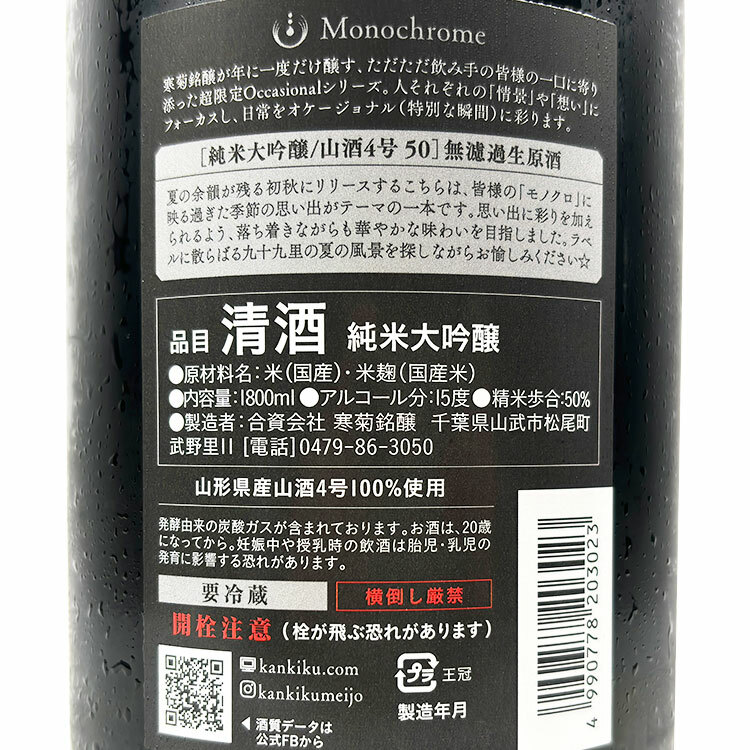 Monochrome
寒菊銘醸が年に一度だけ醸す、ただただ飲み手の皆様の一口に寄り
添った超限定Occasionalシリーズ。人それぞれの「情景」や「想い」に
フォーカスし、日常をオケージョナル(特別な瞬間)に彩ります。
[純米大吟醸/山酒4号 50]無濾過生原酒
夏の余韻が残る初秋にリリースするこちらは、皆様の「モノクロ」に
映る過ぎた季節の思い出がテーマの一本です。思い出に彩りを加え
られるよう、落ち着きながらも華やかな味わいを目指しました。ラベ
ルに散らばる九十九里の夏の風景を探しながらお愉しみください☆
品目 清酒 純米大吟醸
●原材料名:米(国産)・米麹(国産米)
●内容量:1800ml ●アルコール分:15度 ●精米歩合:50%
●製造者:合資会社 寒菊銘醸 千葉県山武市松尾町
武野里11 [電話]0479-86-3050
山形県産山酒4号100%使用
発酵由来の炭酸ガスが含まれております。お酒は、20歳
になってから。妊娠中や授乳時の飲酒は胎児・乳児の
発育に影響する恐れがあります。
要冷蔵 横倒し厳禁
開栓注意(栓が飛ぶ恐れがあります)
kankiku.com
kankikumeijo
プラ 王冠
製造年月
◀酒質データは
公式FBから
4 990778 203023